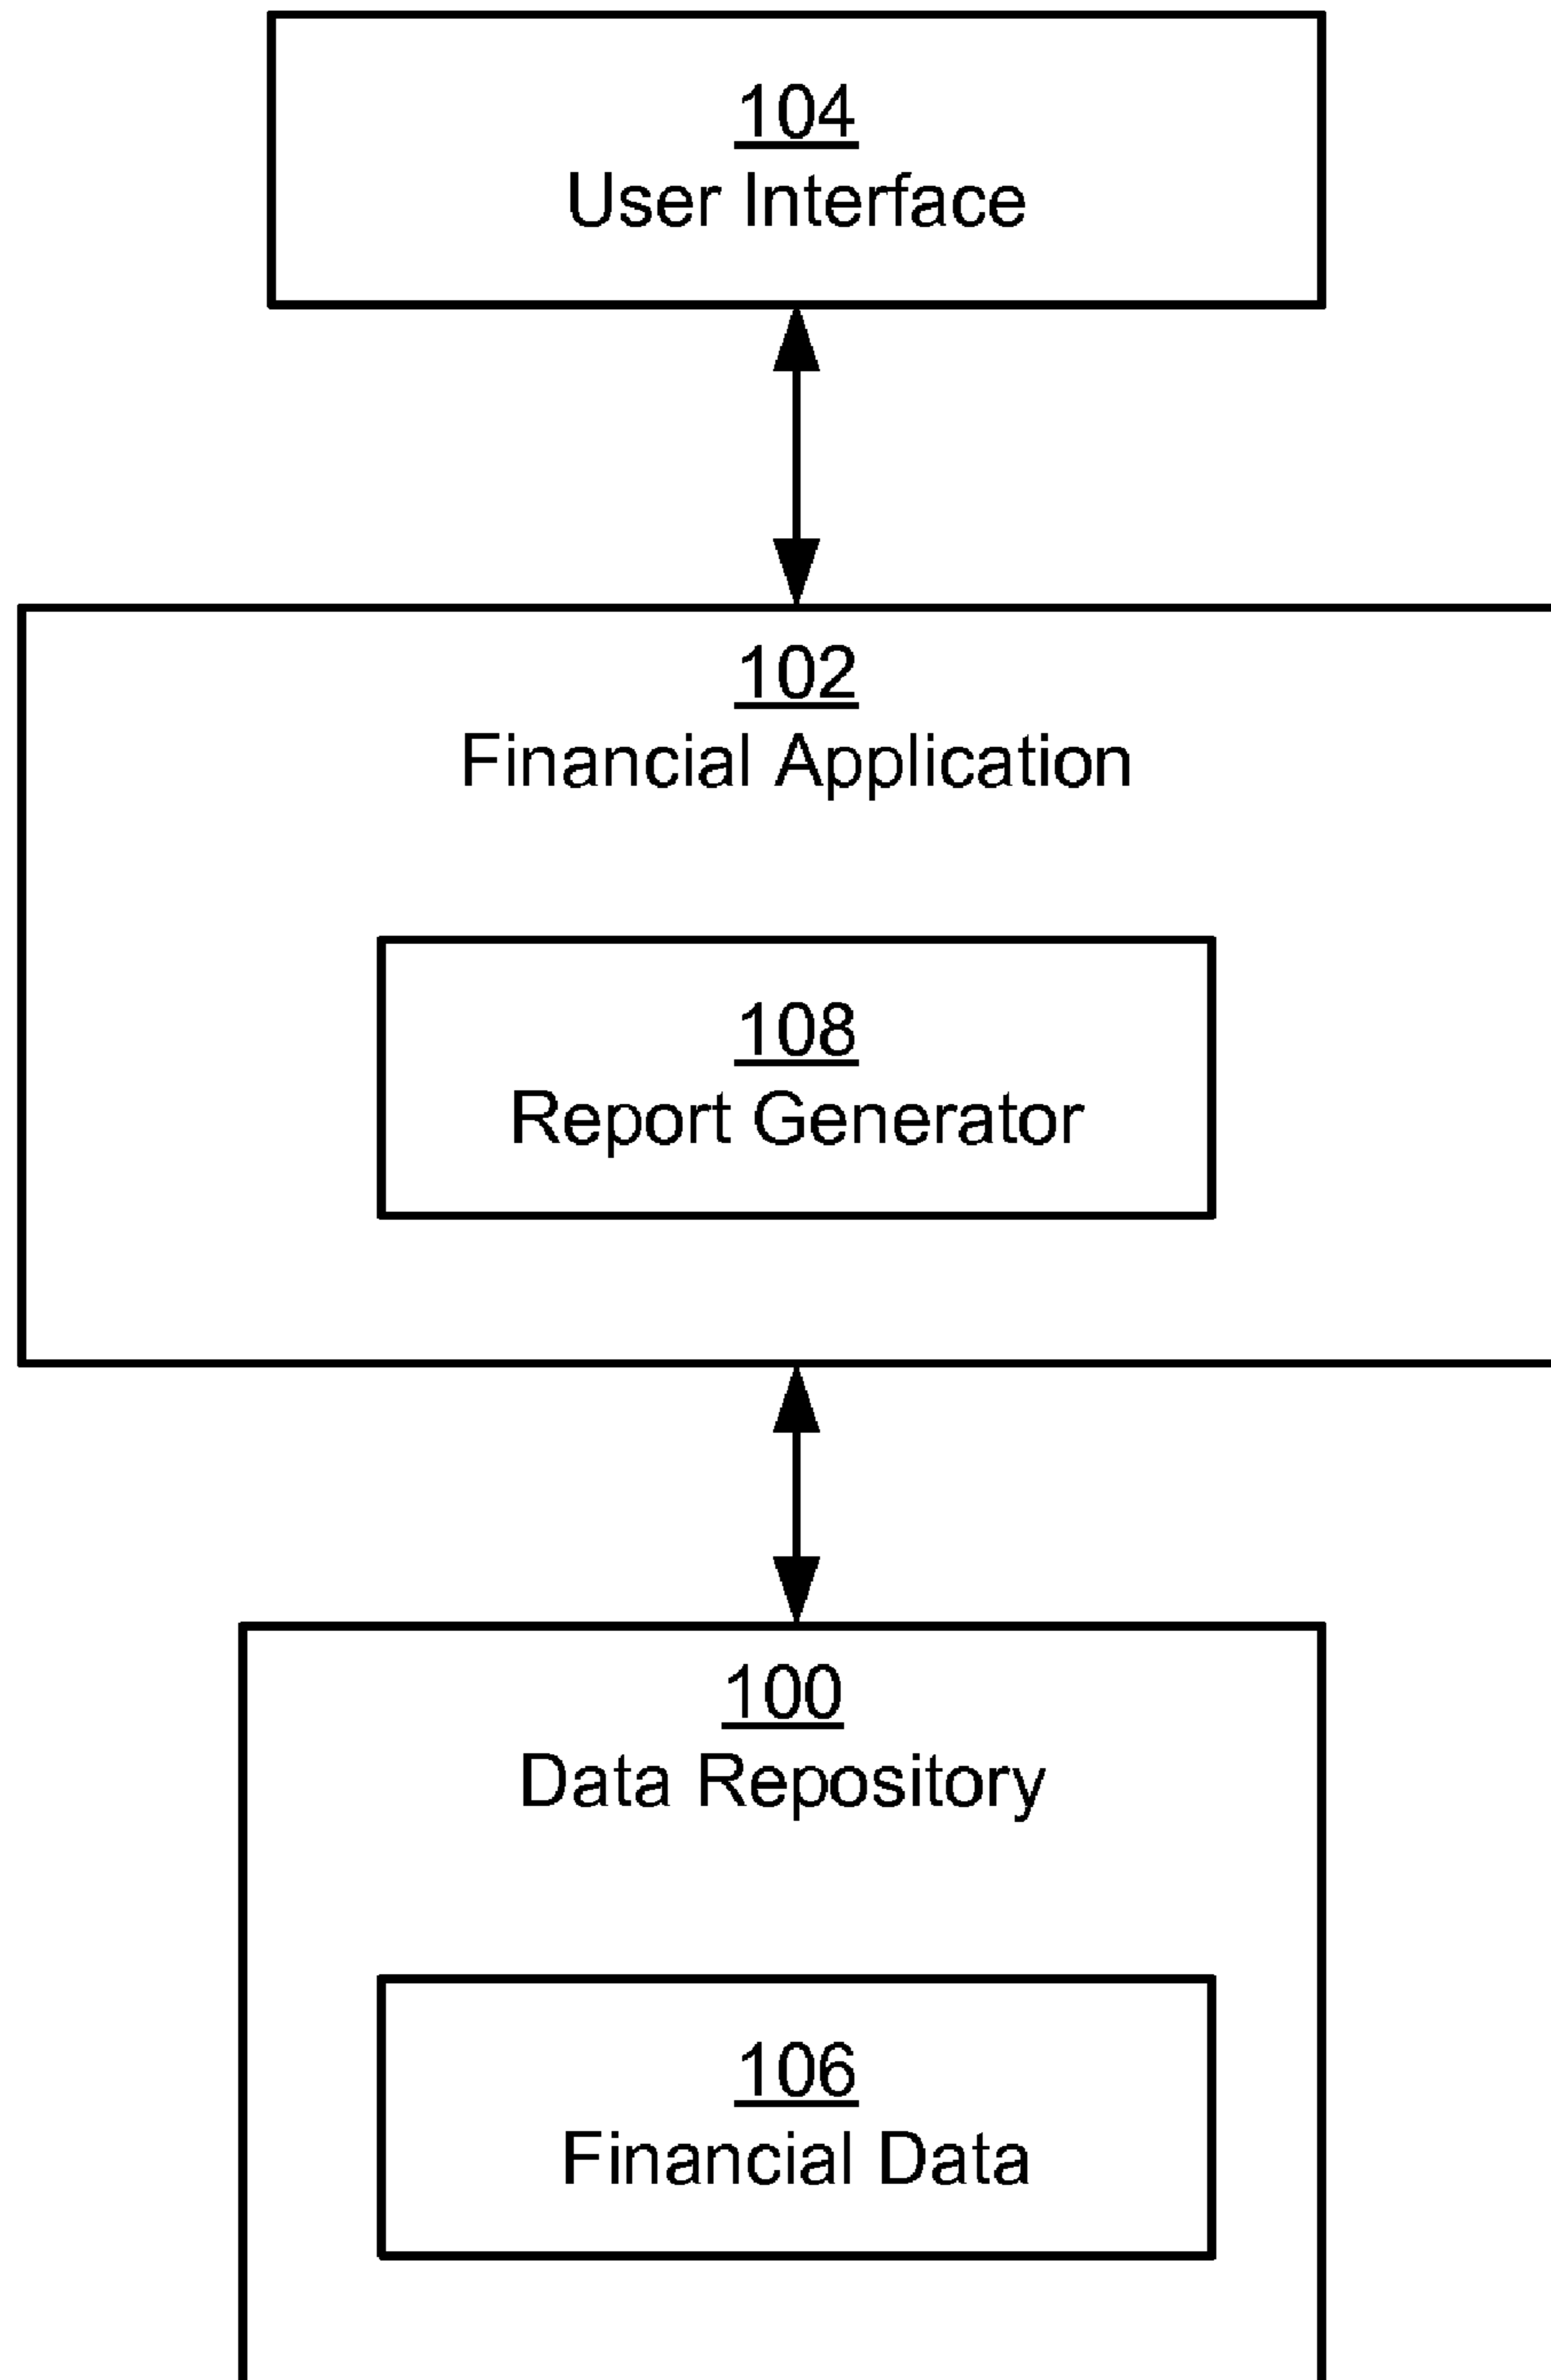 104
User Interface
102
Financial Application
108
Report Generator
100
Data Repository
106
Financial Data